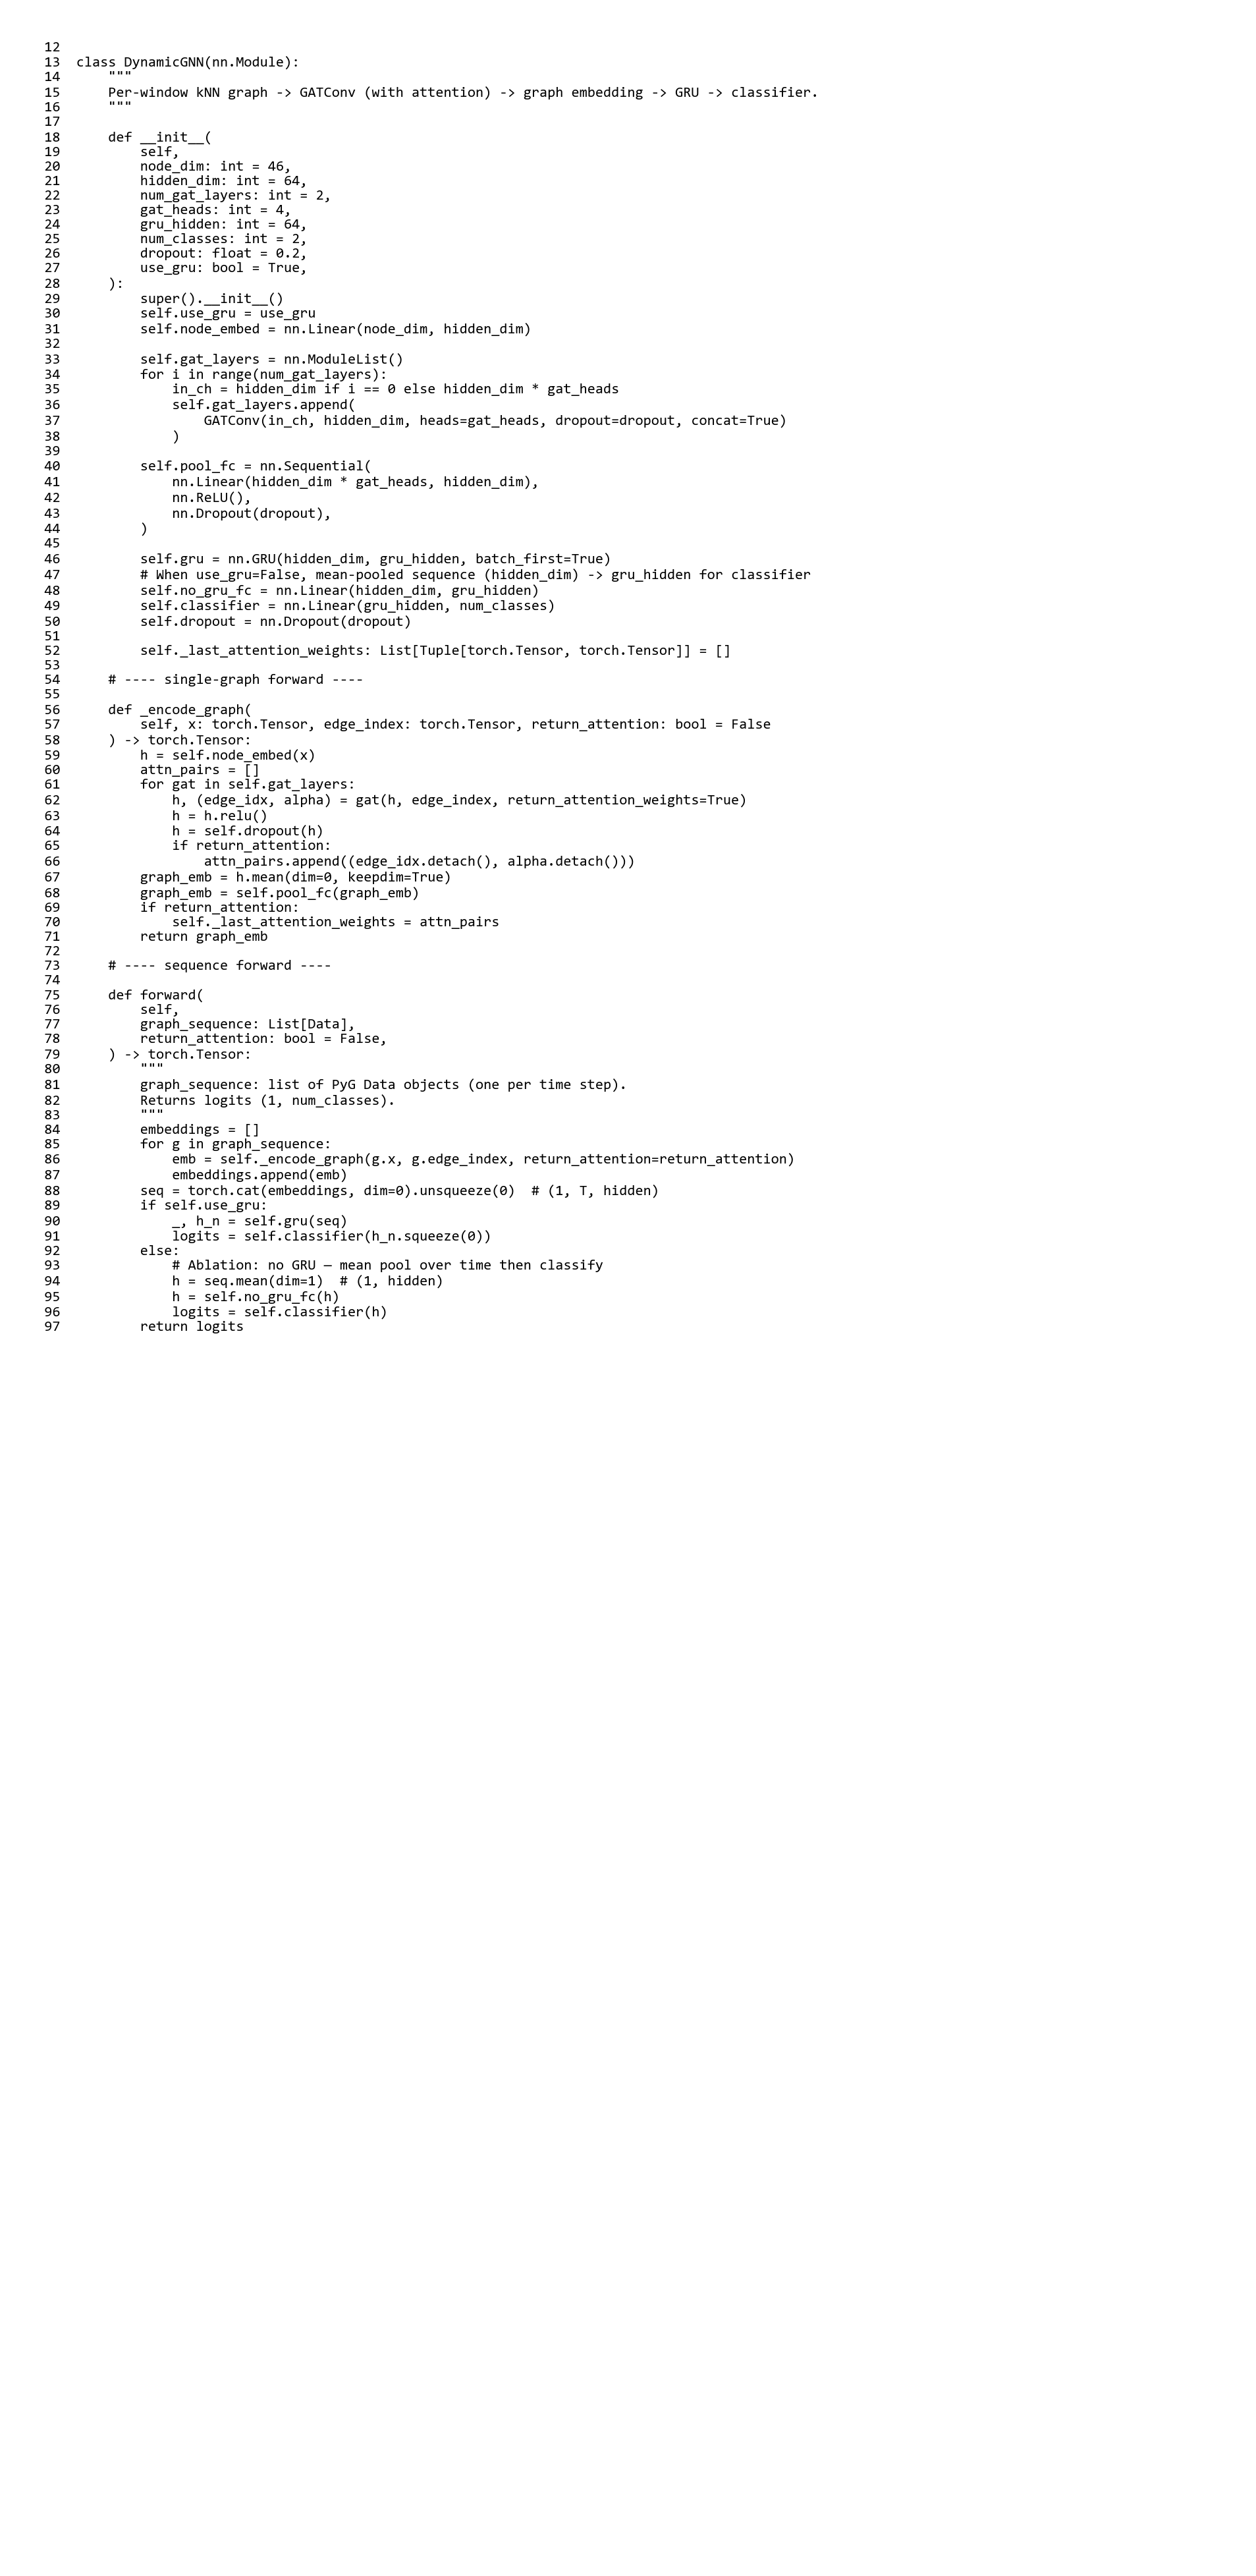 12
13  class DynamicGNN(nn.Module):
14      """
15      Per-window kNN graph -> GATConv (with attention) -> graph embedding -> GRU -> classifier.
16      """
17
18      def __init__(
19          self,
20          node_dim: int = 46,
21          hidden_dim: int = 64,
22          num_gat_layers: int = 2,
23          gat_heads: int = 4,
24          gru_hidden: int = 64,
25          num_classes: int = 2,
26          dropout: float = 0.2,
27          use_gru: bool = True,
28      ):
29          super().__init__()
30          self.use_gru = use_gru
31          self.node_embed = nn.Linear(node_dim, hidden_dim)
32
33          self.gat_layers = nn.ModuleList()
34          for i in range(num_gat_layers):
35              in_ch = hidden_dim if i == 0 else hidden_dim * gat_heads
36              self.gat_layers.append(
37                  GATConv(in_ch, hidden_dim, heads=gat_heads, dropout=dropout, concat=True)
38              )
39
40          self.pool_fc = nn.Sequential(
41              nn.Linear(hidden_dim * gat_heads, hidden_dim),
42              nn.ReLU(),
43              nn.Dropout(dropout),
44          )
45
46          self.gru = nn.GRU(hidden_dim, gru_hidden, batch_first=True)
47          # When use_gru=False, mean-pooled sequence (hidden_dim) -> gru_hidden for classifier
48          self.no_gru_fc = nn.Linear(hidden_dim, gru_hidden)
49          self.classifier = nn.Linear(gru_hidden, num_classes)
50          self.dropout = nn.Dropout(dropout)
51
52          self._last_attention_weights: List[Tuple[torch.Tensor, torch.Tensor]] = []
53
54      # ---- single-graph forward ----
55
56      def _encode_graph(
57          self, x: torch.Tensor, edge_index: torch.Tensor, return_attention: bool = False
58      ) -> torch.Tensor:
59          h = self.node_embed(x)
60          attn_pairs = []
61          for gat in self.gat_layers:
62              h, (edge_idx, alpha) = gat(h, edge_index, return_attention_weights=True)
63              h = h.relu()
64              h = self.dropout(h)
65              if return_attention:
66                  attn_pairs.append((edge_idx.detach(), alpha.detach()))
67          graph_emb = h.mean(dim=0, keepdim=True)
68          graph_emb = self.pool_fc(graph_emb)
69          if return_attention:
70              self._last_attention_weights = attn_pairs
71          return graph_emb
72
73      # ---- sequence forward ----
74
75      def forward(
76          self,
77          graph_sequence: List[Data],
78          return_attention: bool = False,
79      ) -> torch.Tensor:
80          """
81          graph_sequence: list of PyG Data objects (one per time step).
82          Returns logits (1, num_classes).
83          """
84          embeddings = []
85          for g in graph_sequence:
86              emb = self._encode_graph(g.x, g.edge_index, return_attention=return_attention)
87              embeddings.append(emb)
88          seq = torch.cat(embeddings, dim=0).unsqueeze(0)  # (1, T, hidden)
89          if self.use_gru:
90              _, h_n = self.gru(seq)
91              logits = self.classifier(h_n.squeeze(0))
92          else:
93              # Ablation: no GRU — mean pool over time then classify
94              h = seq.mean(dim=1)  # (1, hidden)
95              h = self.no_gru_fc(h)
96              logits = self.classifier(h)
97          return logits